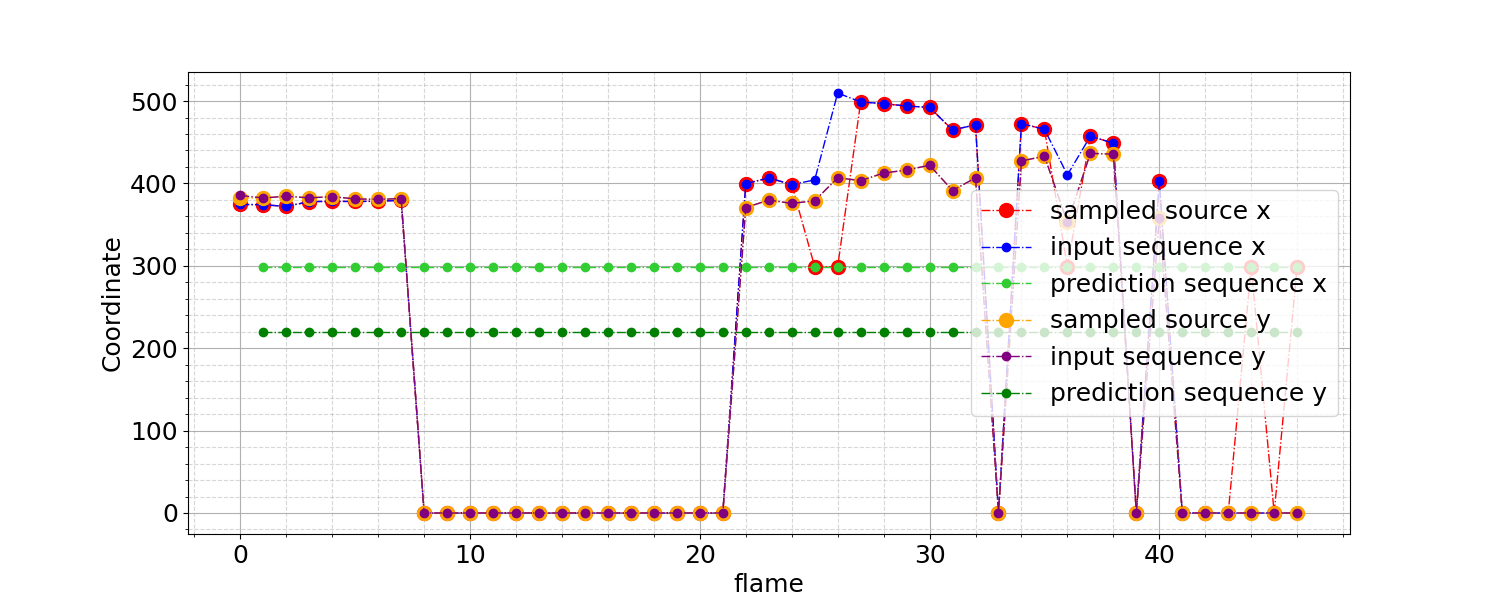 500
400
300
200
100
0
Coordinate
sampled source x
input sequence x
prediction sequence x
sampled source y
input sequence y
prediction sequence y
0 10 20 30 40
flame